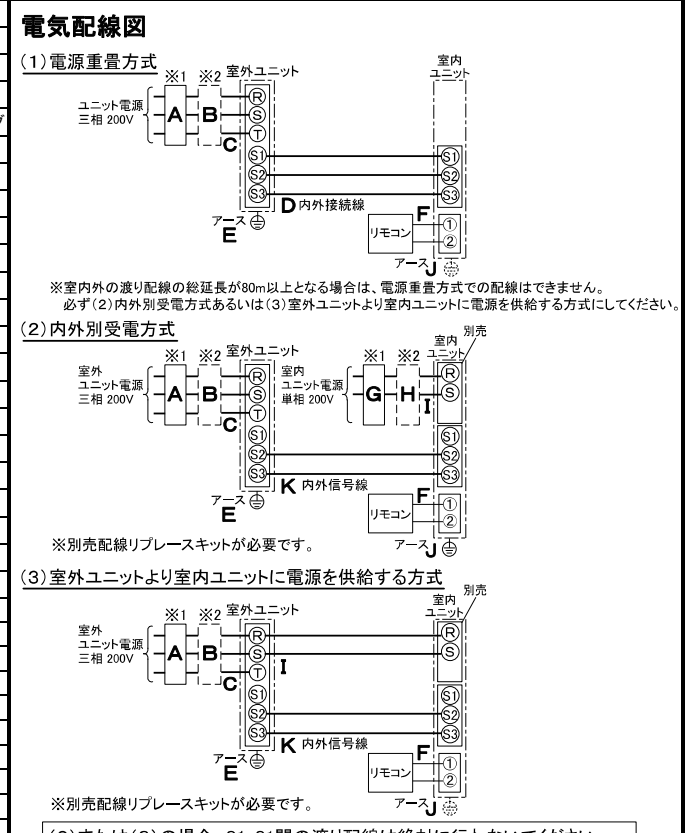 電気配線図
(1)電源重畳方式
※1 ※2 室外ユニット
室内
ユニット
ユニット電源
三相 200V
A B
C
R
S
T
S1
S2
S3
S1
S2
S3
D 内外接続線
アース
E
リモコン
F
①
②
アース J
※室内外の渡り配線の総延長が80m以上となる場合は、電源重畳方式での配線はできません。
必ず(2)内外別受電方式あるいは(3)室外ユニットより室内ユニットに電源を供給する方式にしてください。
(2)内外別受電方式
※1 ※2 室外ユニット
※1 ※2
室内
ユニット
別売
室外
ユニット電源
三相 200V
A B
C
R
S
T
S1
S2
S3
室内
ユニット電源
単相 200V
G H
I
R
S
S1
S2
S3
K 内外信号線
アース
E
リモコン
F
①
②
アース J
※別売配線リプレースキットが必要です。
(3)室外ユニットより室内ユニットに電源を供給する方式
※1 ※2 室外ユニット
室内
ユニット
別売
室外
ユニット電源
三相 200V
A B
C
R
S
T
I
S1
S2
S3
R
S
S1
S2
S3
K 内外信号線
アース
E
リモコン
F
①
②
アース J
※別売配線リプレースキットが必要です。